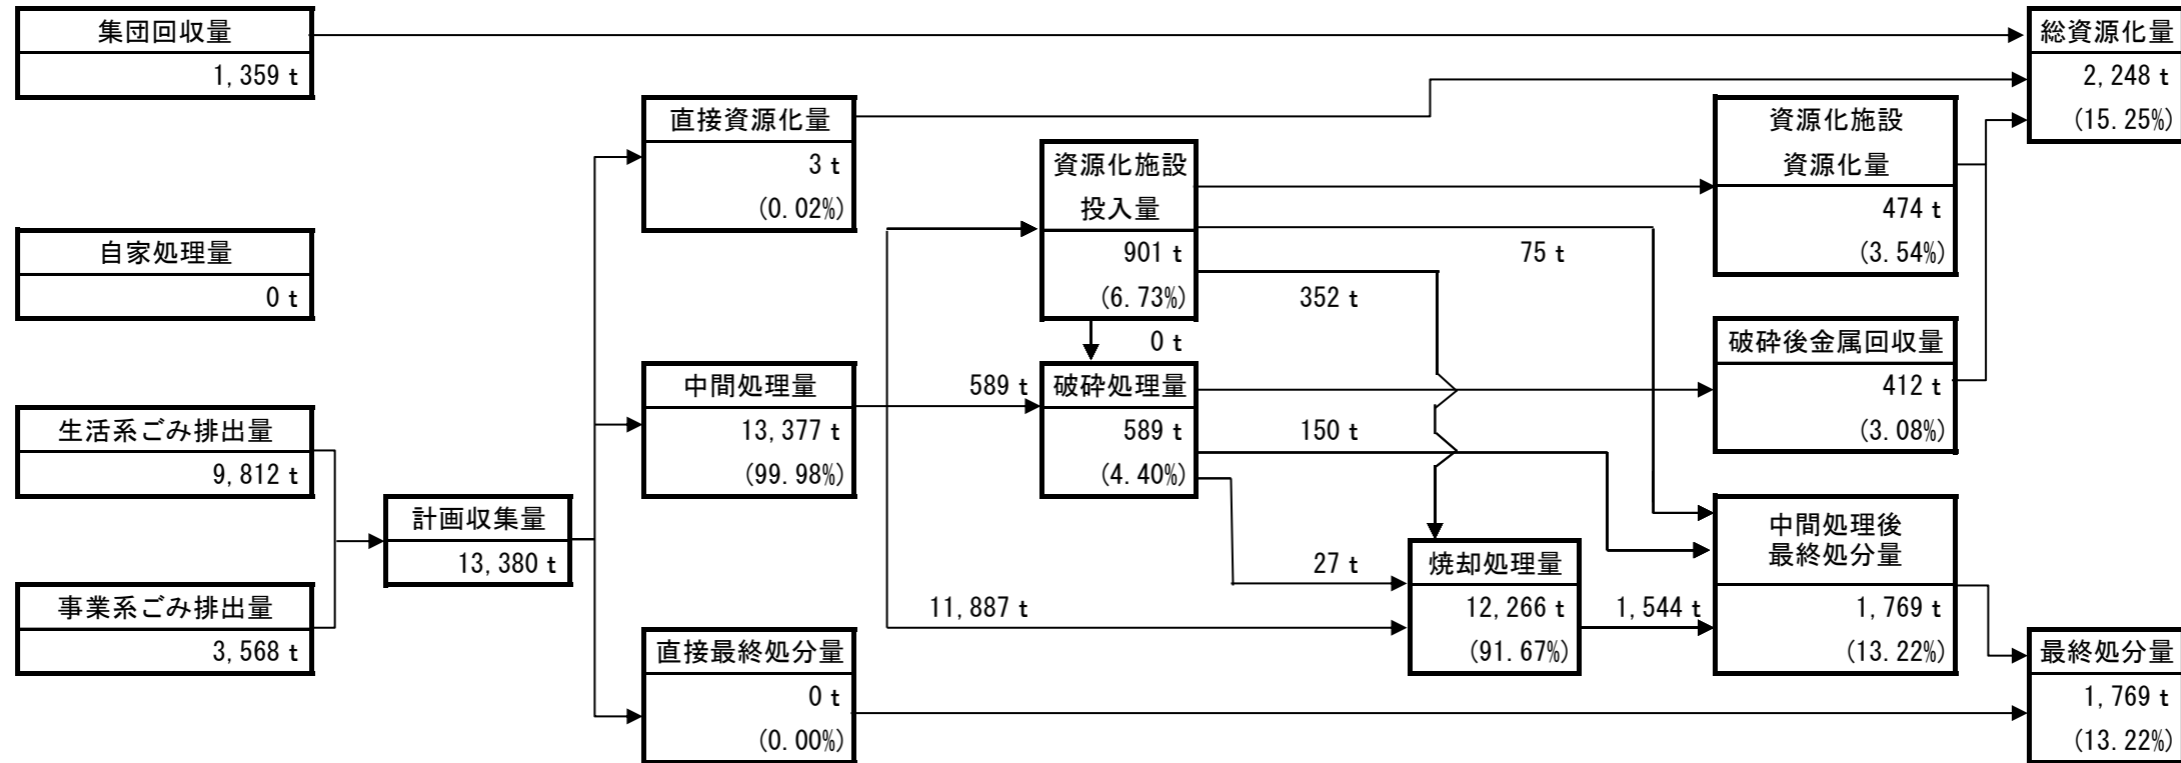 集団回収量
1,359 t
総資源化量
2,248 t
(15.25%)
直接資源化量
3 t
(0.02%)
資源化施設
資源化量
474 t
(3.54%)
資源化施設
投入量
901 t
(6.73%)
75 t
352 t
0 t
自家処理量
0 t
破砕後金属回収量
412 t
(3.08%)
中間処理量
13,377 t
(99.98%)
589 t
破砕処理量
589 t
(4.40%)
150 t
生活系ごみ排出量
9,812 t
計画収集量
13,380 t
中間処理後
最終処分量
1,769 t
(13.22%)
27 t
焼却処理量
12,266 t
(91.67%)
1,544 t
11,887 t
事業系ごみ排出量
3,568 t
直接最終処分量
0 t
(0.00%)
最終処分量
1,769 t
(13.22%)